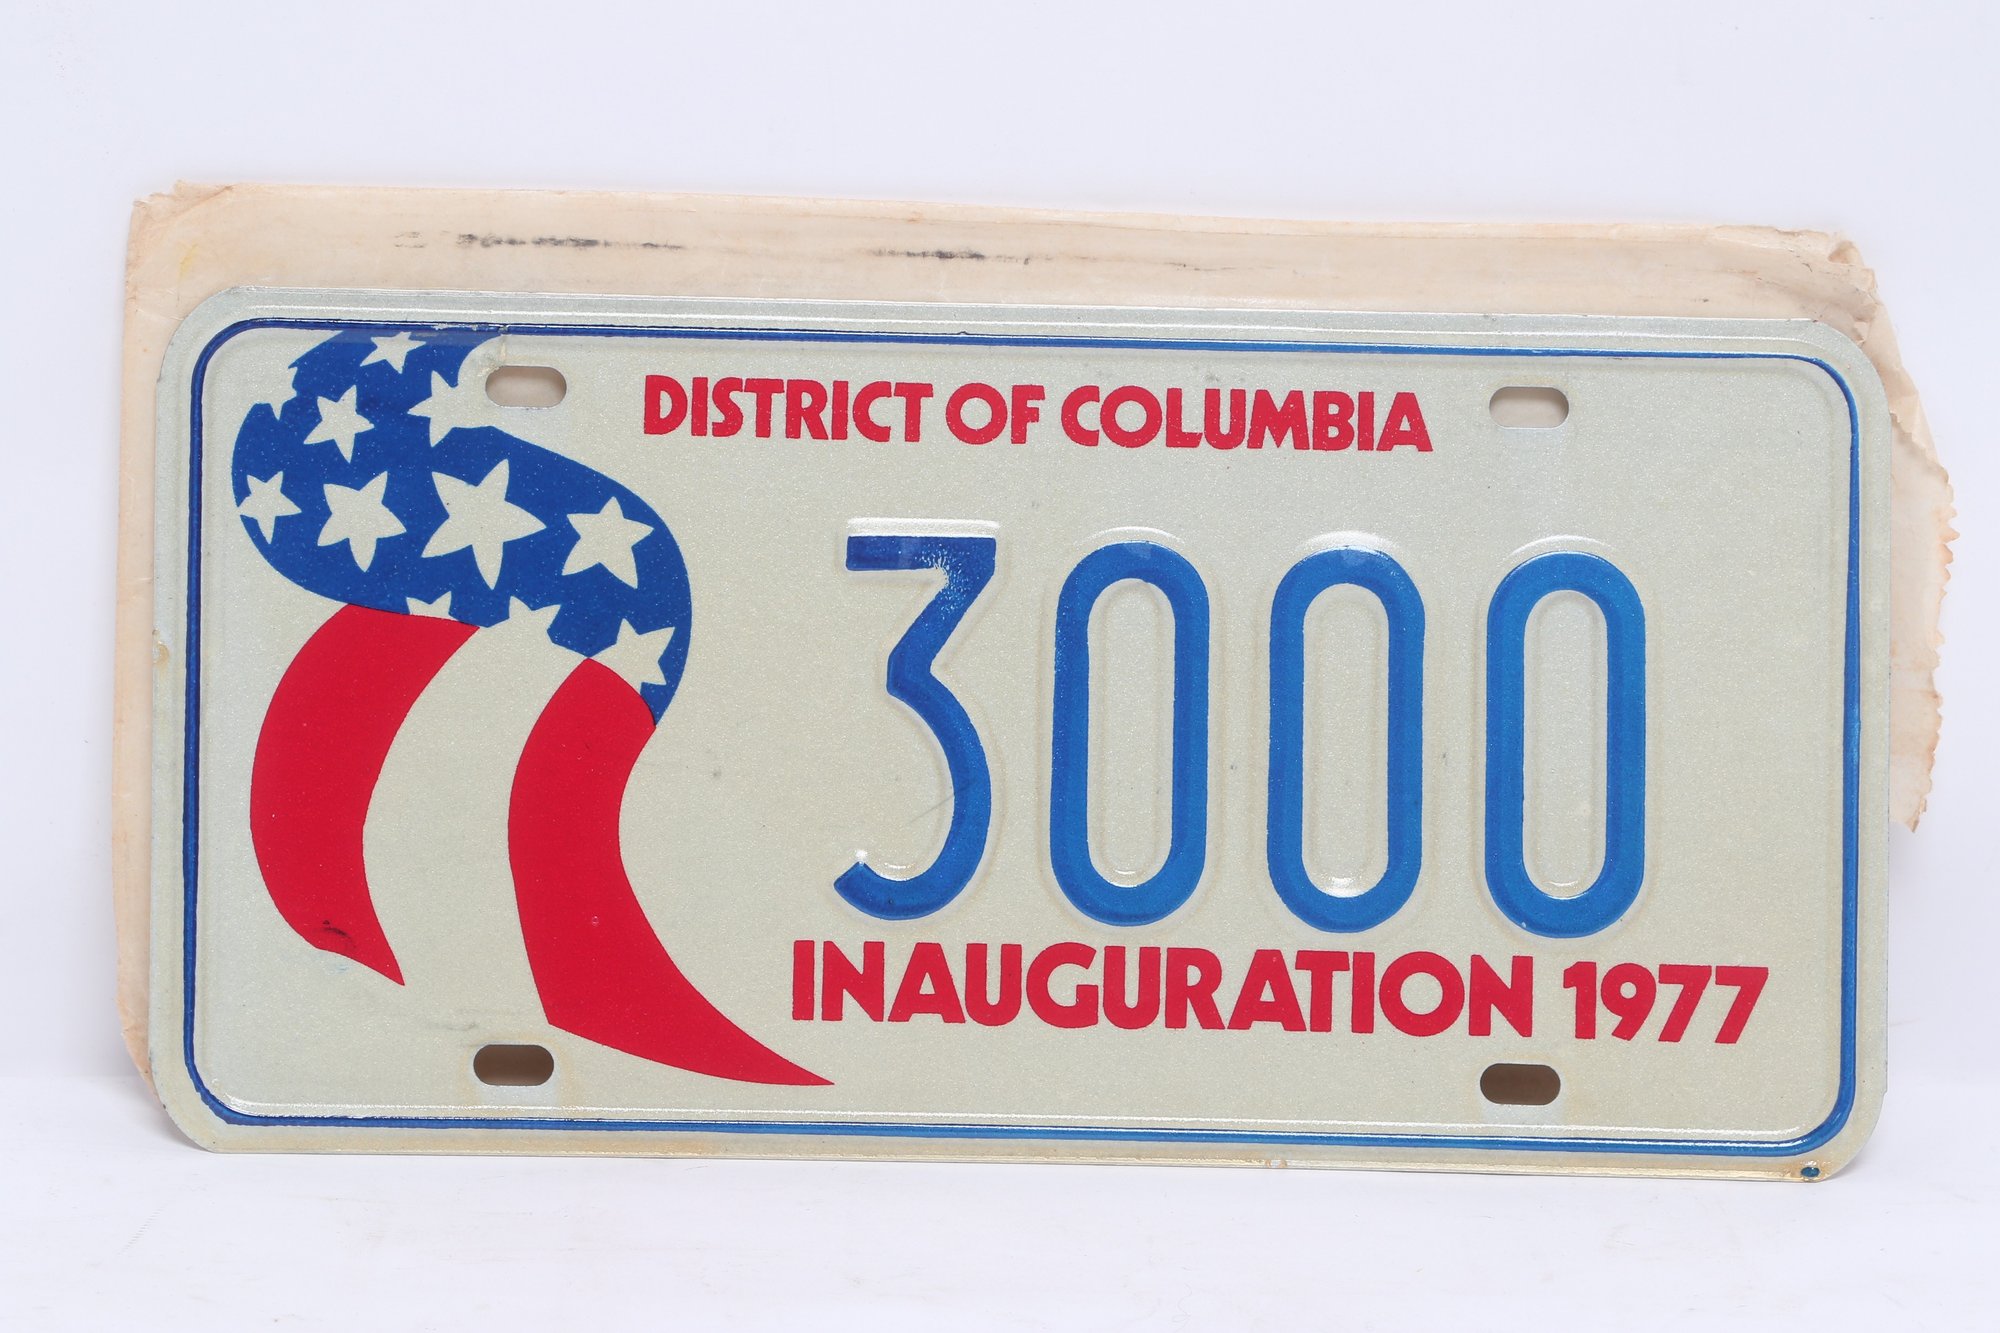 DISTRICT OF COLUMBIA
3000
INAUGURATION 1977